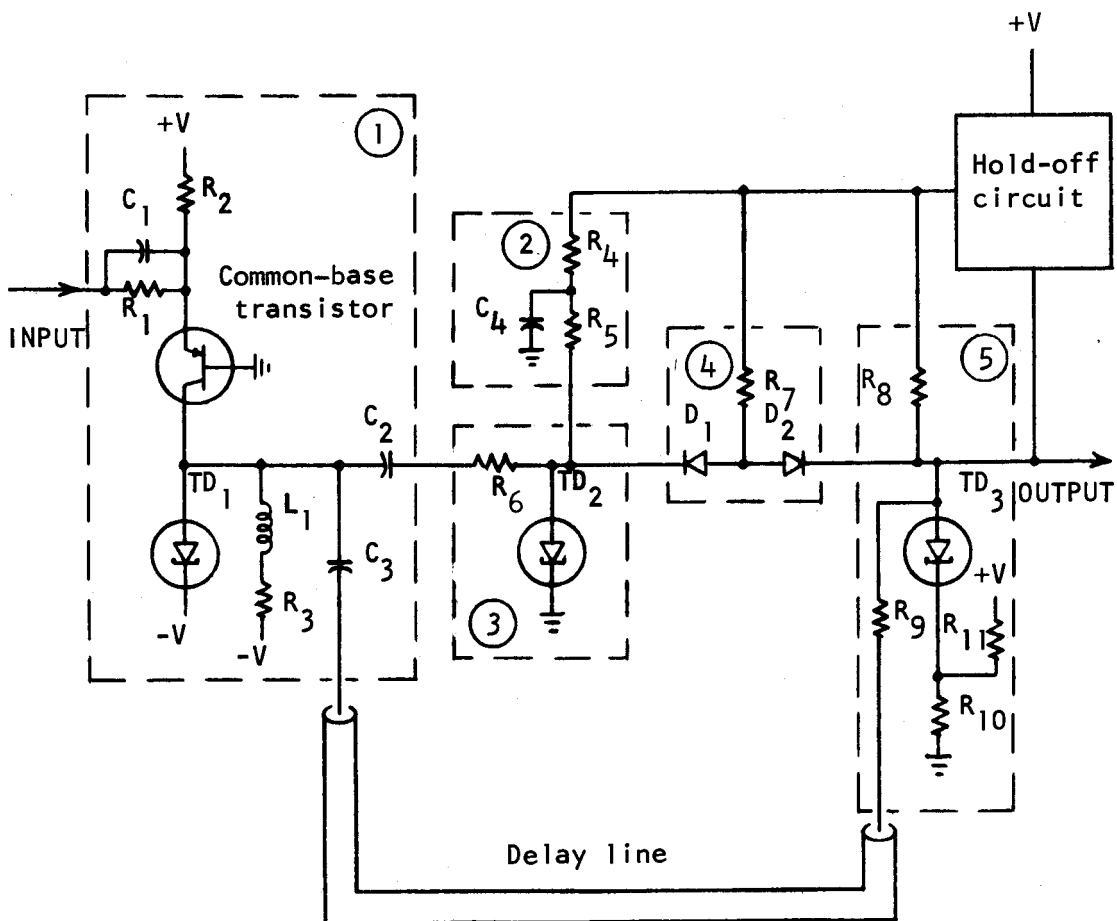 +V
Hold-off
circuit
1
+V
R2
C1
Common-base
transistor
R1
INPUT
2
R4
C4
R5
4
R7
D1
D2
5
R8
C2
TD1
L1
C3
R3
-V
-V
R6
TD2
3
TD3
OUTPUT
+V
R9
R11
R10
Delay line